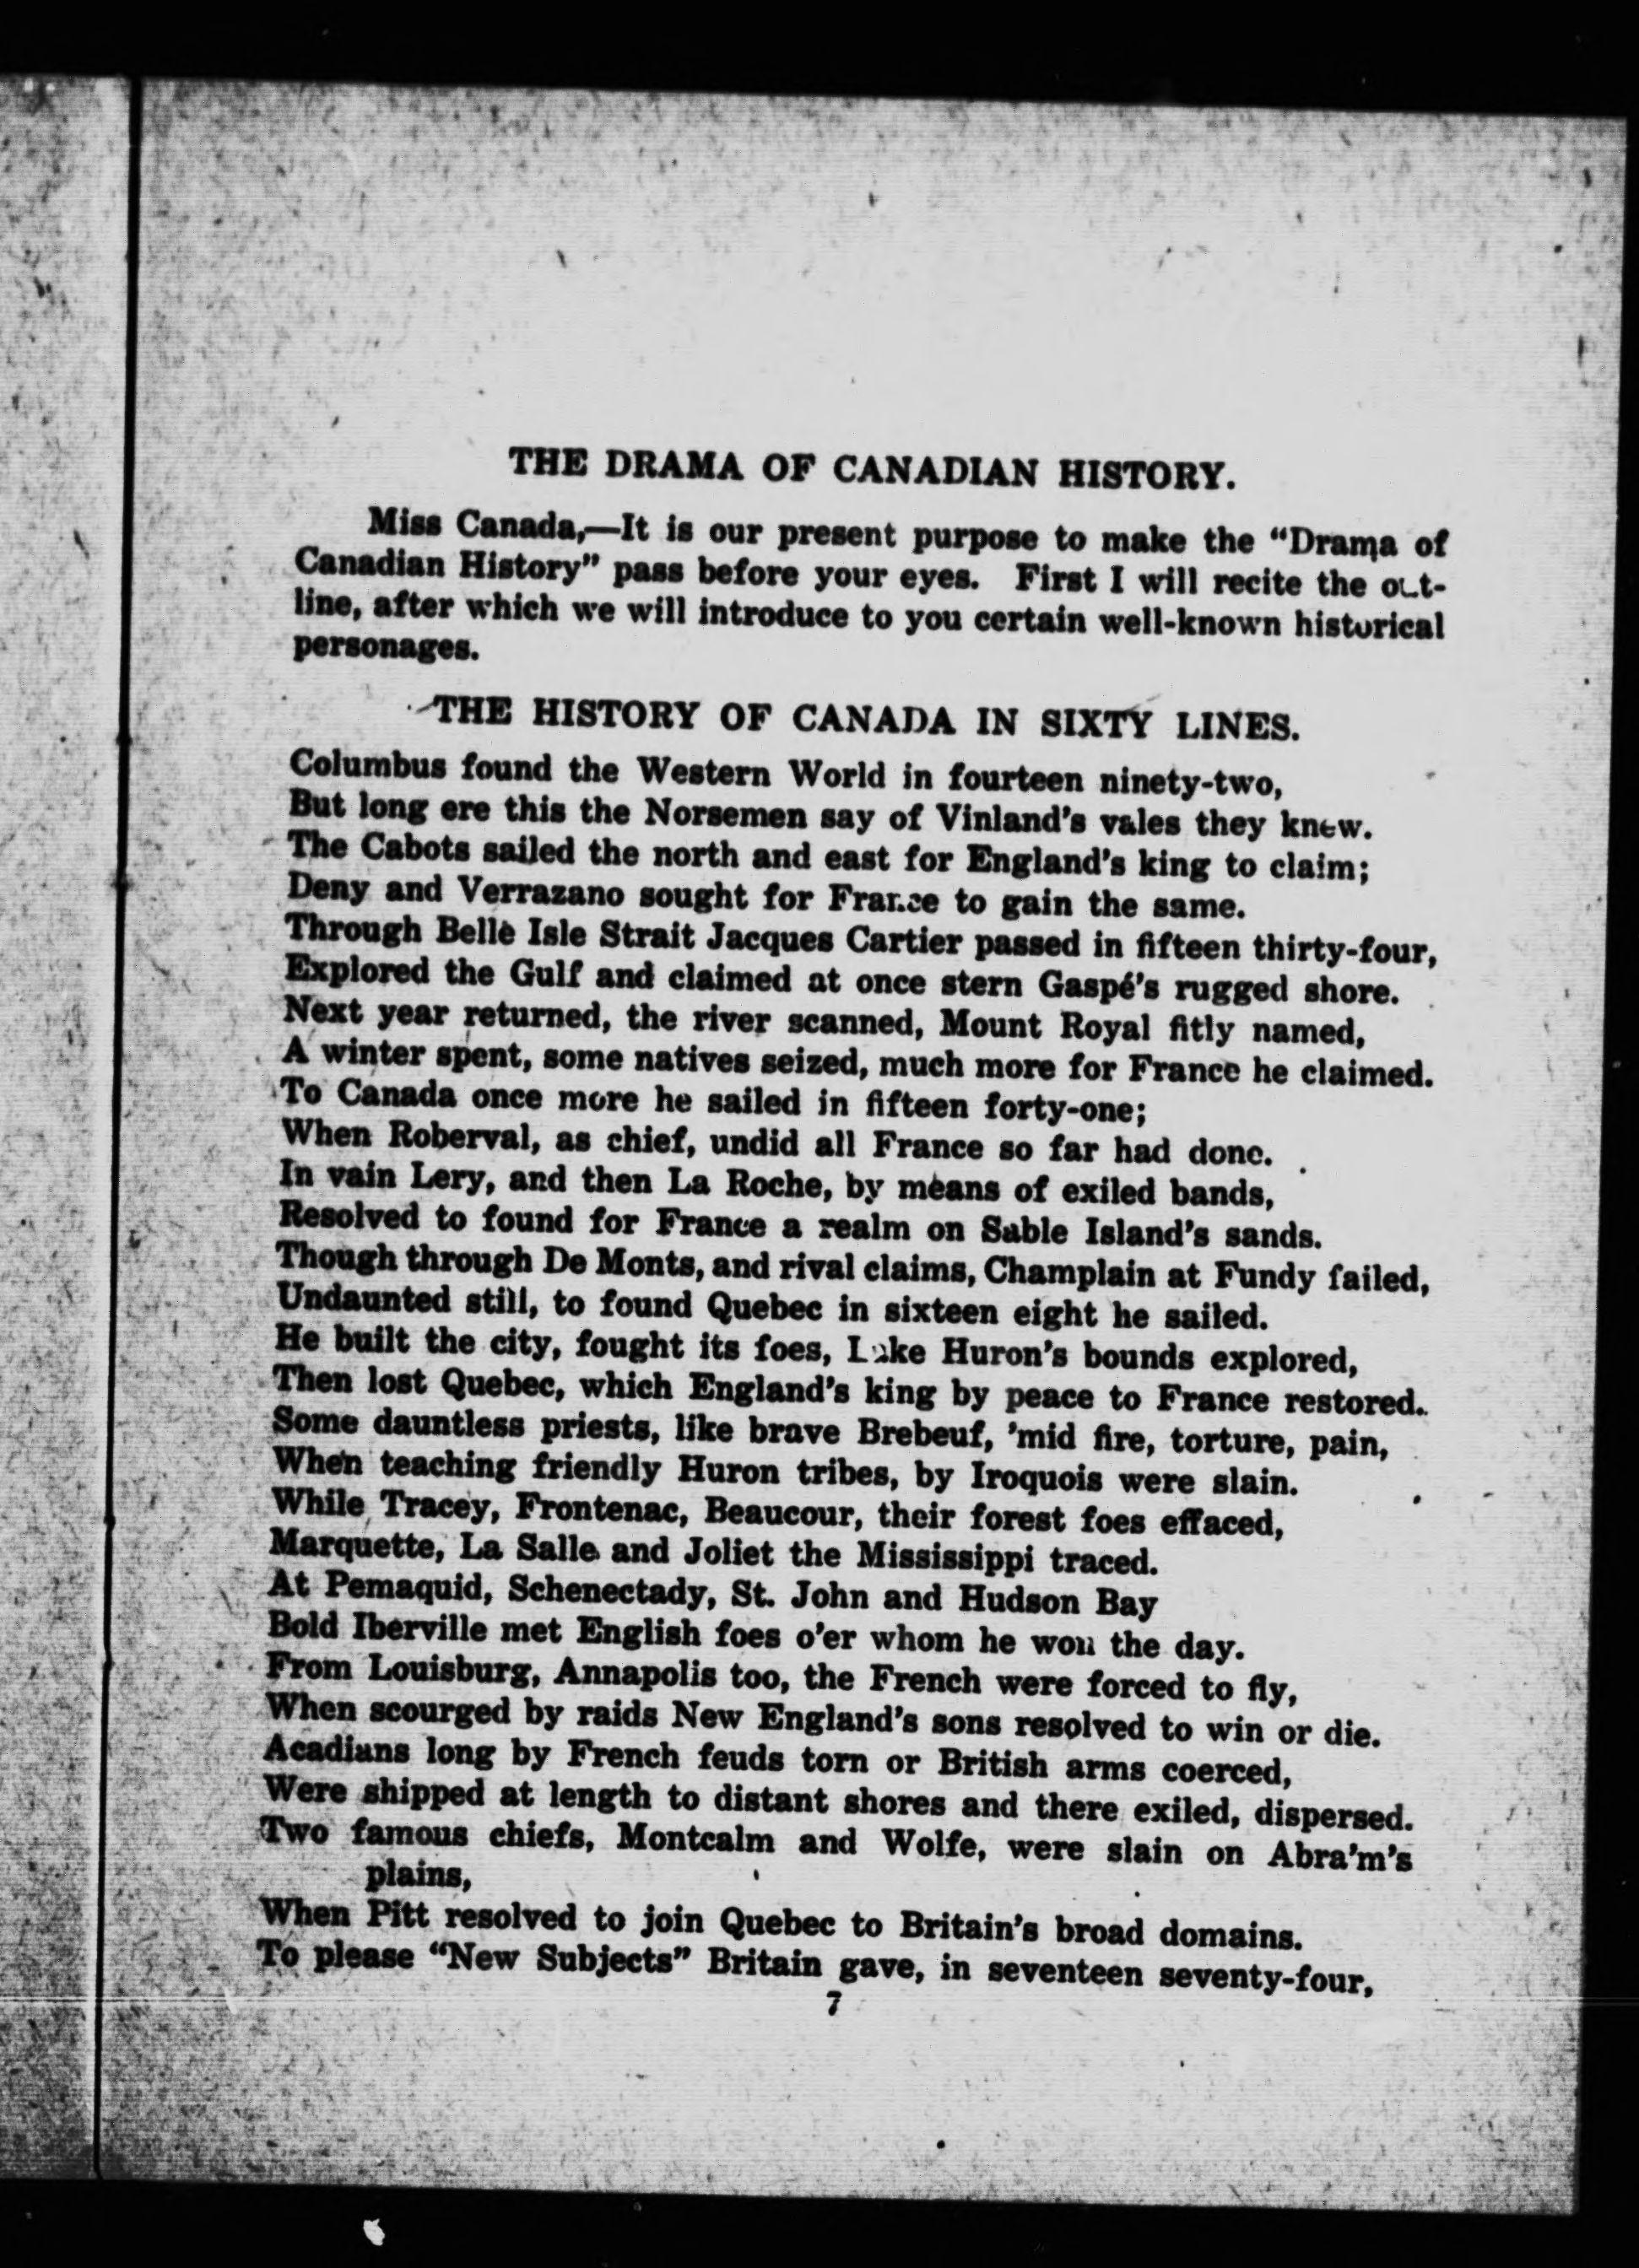 THE DRAMA OF CANADIAN HISTORY.
Miss Canada,—It is our present purpose to make the “Drama of
Canadian History” pass before your eyes. First I will recite the out-
line, after which we will introduce to you certain well-known historical
personages.
THE HISTORY OF CANADA IN SIXTY LINES.
Columbus found the Western World in fourteen ninety-two,
But long ere this the Norsemen say of Vinland’s vales they knew.
The Cabots sailed the north and east for England’s king to claim;
Deny and Verrazano sought for France to gain the same.
Through Belle Isle Strait Jacques Cartier passed in fifteen thirty-four,
Explored the Gulf and claimed at once stern Gaspé’s rugged shore.
Next year returned, the river scanned, Mount Royal fitly named,
A winter spent, some natives seized, much more for France he claimed.
To Canada once more he sailed in fifteen forty-one;
When Roberval, as chief, undid all France so far had done.
In vain Lery, and then La Roche, by means of exiled bands,
Resolved to found for France a realm on Sable Island’s sands.
Though through De Monts, and rival claims, Champlain at Fundy failed,
Undaunted still, to found Quebec in sixteen eight he sailed.
He built the city, fought its foes, Lake Huron’s bounds explored,
Then lost Quebec, which England’s king by peace to France restored.
Some dauntless priests, like brave Brebeuf, ’mid fire, torture, pain,
When teaching friendly Huron tribes, by Iroquois were slain.
While Tracey, Frontenac, Beaucour, their forest foes effaced,
Marquette, La Salle and Joliet the Mississippi traced.
At Pemaquid, Schenectady, St. John and Hudson Bay
Bold Iberville met English foes o’er whom he won the day.
From Louisburg, Annapolis too, the French were forced to fly,
When scourged by raids New England’s sons resolved to win or die.
Acadians long by French feuds torn or British arms coerced,
Were shipped at length to distant shores and there exiled, dispersed.
Two famous chiefs, Montcalm and Wolfe, were slain on Abra’m’s
plains,
When Pitt resolved to join Quebec to Britain’s broad domains.
To please “New Subjects” Britain gave, in seventeen seventy-four,
7